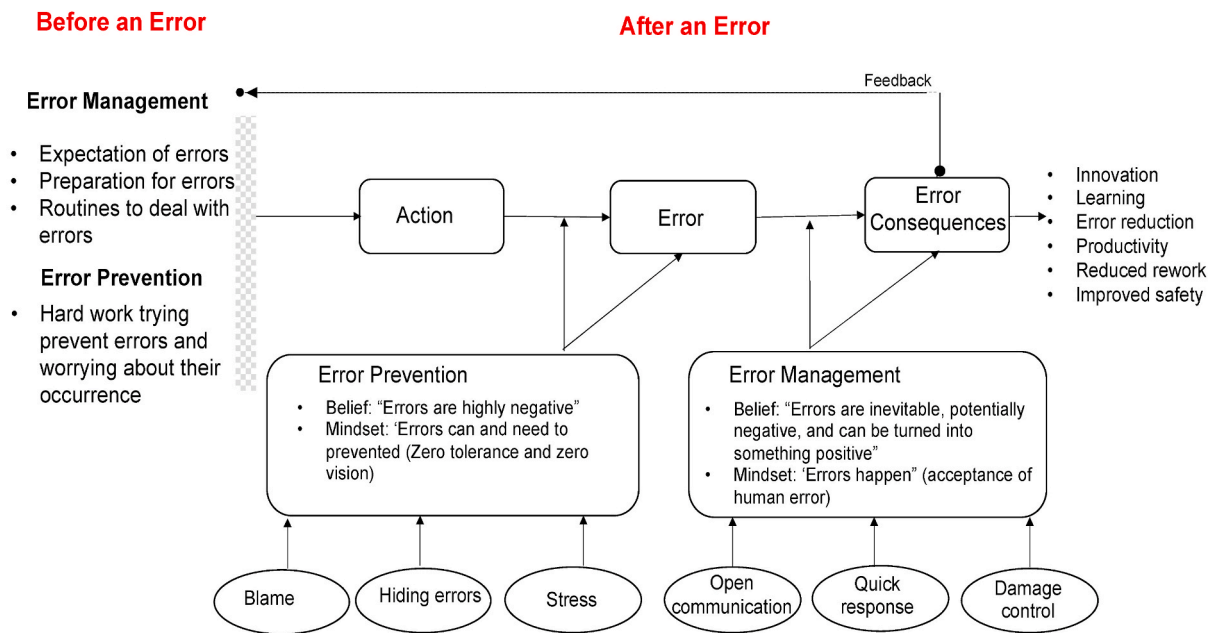 Before an Error
After an Error
Feedback
Error Management
• Expectation of errors
• Preparation for errors
• Routines to deal with
errors
Error Prevention
• Hard work trying
prevent errors and
worrying about their
occurrence
Action
Error
Error
Consequences
• Innovation
• Learning
• Error reduction
• Productivity
• Reduced rework
• Improved safety
Error Prevention
• Belief: “Errors are highly negative”
• Mindset: ‘Errors can and need to
prevented (Zero tolerance and zero
vision)
Error Management
• Belief: “Errors are inevitable, potentially
negative, and can be turned into
something positive”
• Mindset: ‘Errors happen” (acceptance of
human error)
Blame
Hiding errors
Stress
Open
communication
Quick
response
Damage
control